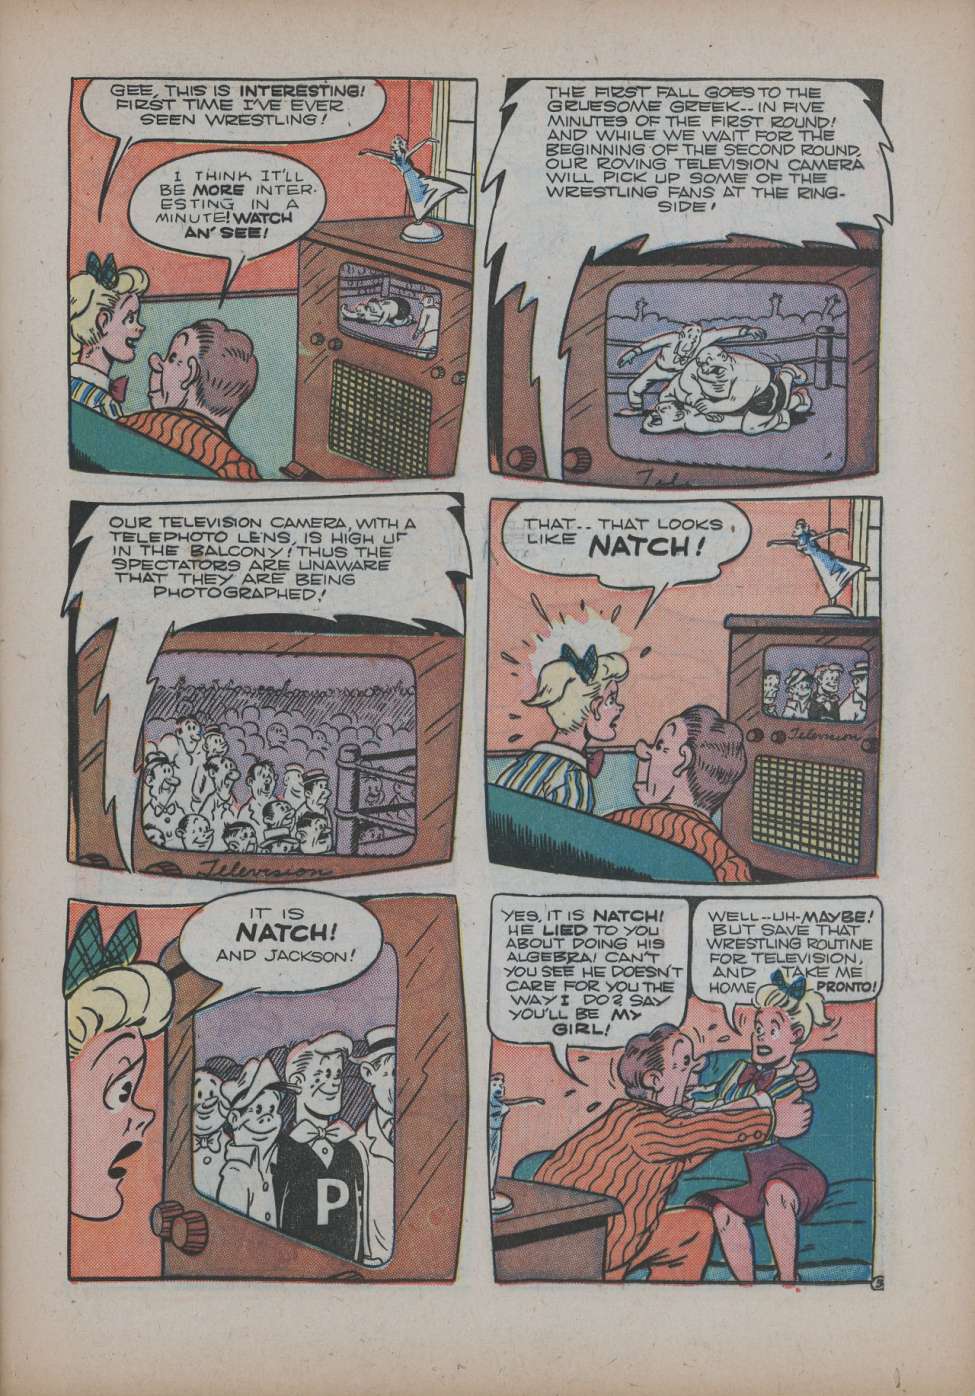 GEE, THIS IS INTERESTING!
FIRST TIME I'VE EVER
SEEN WRESTLING!
I THINK IT'LL
BE MORE INTER-
ESTING IN A
MINUTE! WATCH
AN' SEE!
THE FIRST FALL GOES TO THE
GRUESOME GREEK-- IN FIVE
MINUTES OF THE FIRST ROUND!
AND WHILE WE WAIT FOR THE
BEGINNING OF THE SECOND ROUND,
OUR ROVING TELEVISION CAMERA
WILL PICK UP SOME OF THE
WRESTLING FANS AT THE RING-
SIDE!
Tele
OUR TELEVISION CAMERA, WITH A
TELEPHOTO LENS, IS HIGH UP
IN THE BALCONY! THUS THE
SPECTATORS ARE UNAWARE
THAT THEY ARE BEING
PHOTOGRAPHED!
Television
THAT-- THAT LOOKS
LIKE NATCH!
Television
IT IS
NATCH!
AND JACKSON!
P
YES, IT IS NATCH!
HE LIED TO YOU
ABOUT DOING HIS
ALGEBRA! CAN'T
YOU SEE HE DOESN'T
CARE FOR YOU THE
WAY I DO? SAY
YOU'LL BE MY
GIRL!
WELL--UH-MAYBE!
BUT SAVE THAT
WRESTLING ROUTINE
FOR TELEVISION,
AND TAKE ME
HOME PRONTO!
3